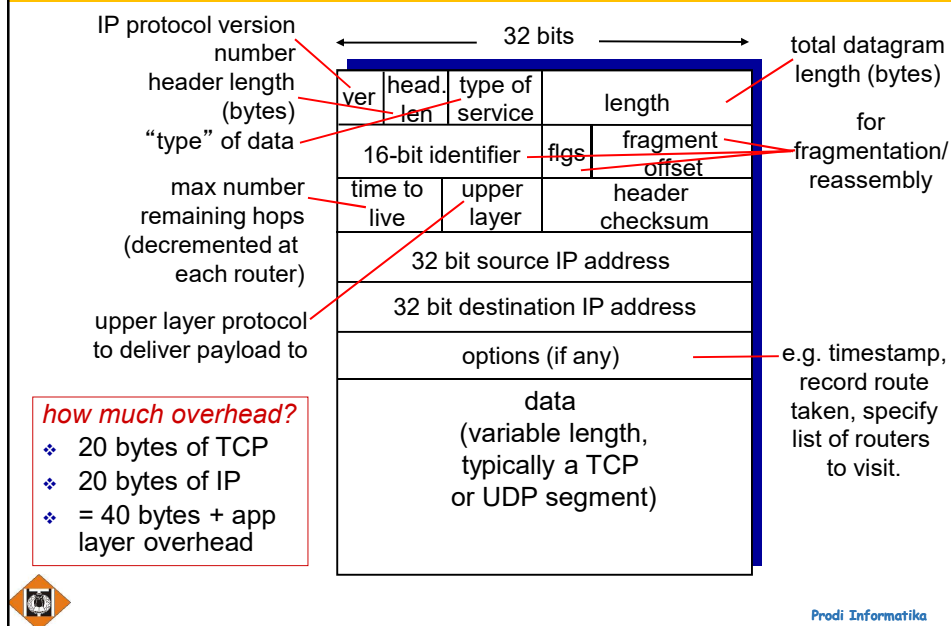 IP protocol version
number
header length
(bytes)
“type” of data
max number
remaining hops
(decremented at
each router)
upper layer protocol
to deliver payload to
how much overhead?
20 bytes of TCP
20 bytes of IP
= 40 bytes + app
layer overhead
32 bits
ver
head.
len
type of
service
length
16-bit identifier
flgs
fragment
offset
time to
live
upper
layer
header
checksum
32 bit source IP address
32 bit destination IP address
options (if any)
data
(variable length,
typically a TCP
or UDP segment)
total datagram
length (bytes)
for
fragmentation/
reassembly
e.g. timestamp,
record route
taken, specify
list of routers
to visit.
Prodi Informatika